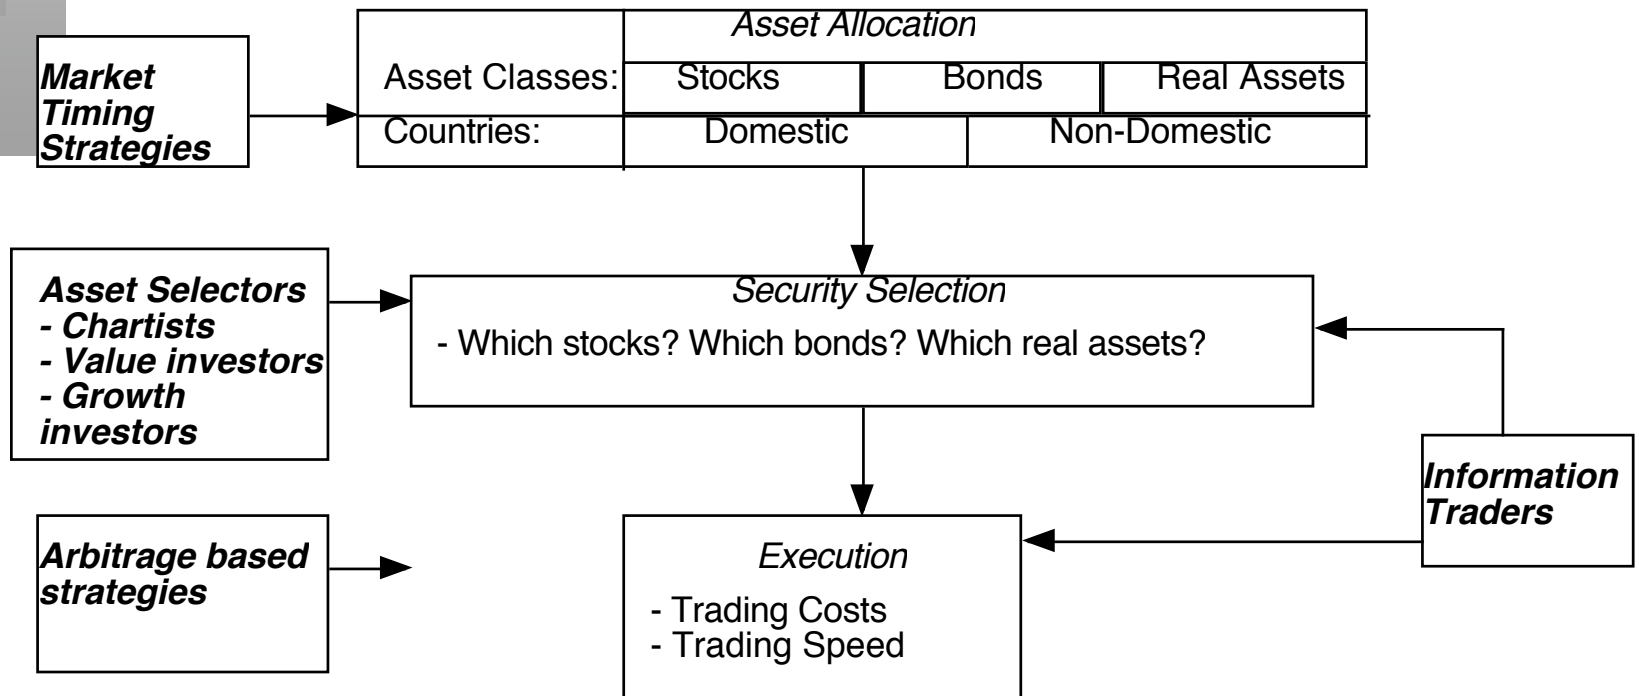 Asset Allocation
Market
Timing
Strategies
Asset Classes: Stocks Bonds Real Assets
Countries: Domestic Non-Domestic
Asset Selectors
- Chartists
- Value investors
- Growth
investors
Security Selection
- Which stocks? Which bonds? Which real assets?
Information
Traders
Arbitrage based
strategies
Execution
- Trading Costs
- Trading Speed